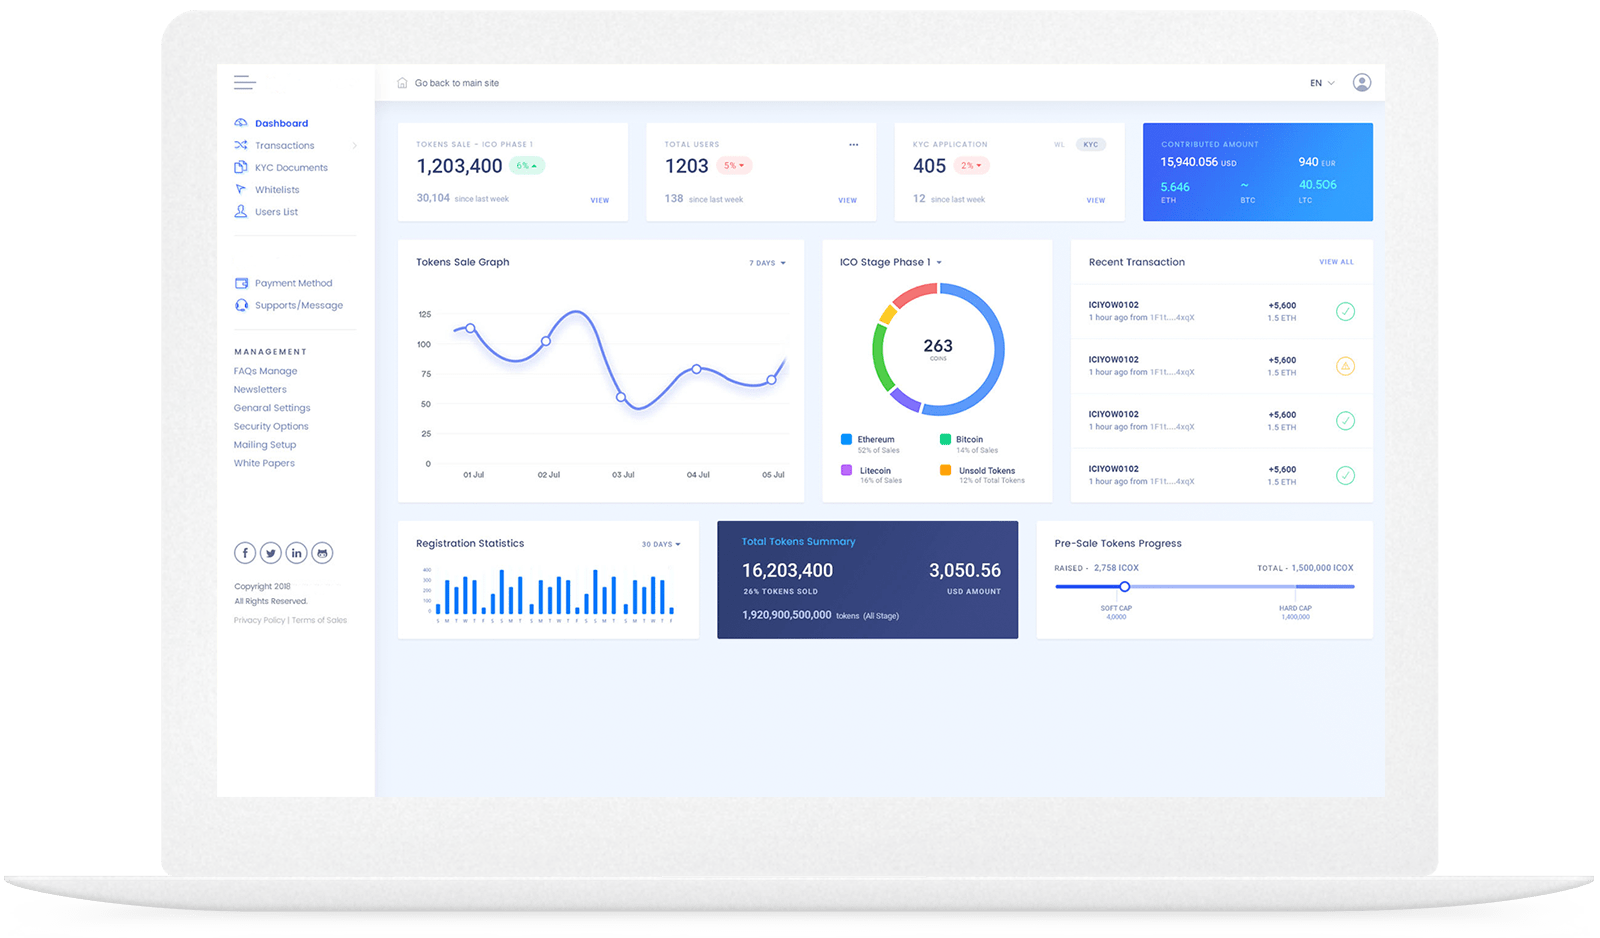 Go back to main site
EN
Dashboard
Transactions
KYC Documents
Whitelists
Users List
Payment Method
Supports/Message
MANAGEMENT
FAQs Manage
Newsletters
Genaral Settings
Security Options
Mailing Setup
White Papers
Copyright 2018
All Rights Reserved.
Privacy Policy | Terms of Sales
TOKENS SALE - ICO PHASE 1
1,203,400 6%
30,104 since last week VIEW
TOTAL USERS
1203 5%
138 since last week VIEW
KYC APPLICATION WL KYC
405 2%
12 since last week VIEW
CONTRIBUTED AMOUNT
15,940.056 USD 940 EUR
5.646 ~ 40.506
ETH BTC LTC
Tokens Sale Graph 7 DAYS
125
100
75
50
25
0
01 Jul 02 Jul 03 Jul 04 Jul 05 Jul
ICO Stage Phase 1
263
COINS
Ethereum
52% of Sales
Bitcoin
14% of Sales
Litecoin
16% of Sales
Unsold Tokens
12% of Total Tokens
Recent Transaction VIEW ALL
ICIYOW0102 +5,600
1 hour ago from 1F1t....4xqX 1.5 ETH
ICIYOW0102 +5,600
1 hour ago from 1F1t....4xqX 1.5 ETH
ICIYOW0102 +5,600
1 hour ago from 1F1t....4xqX 1.5 ETH
ICIYOW0102 +5,600
1 hour ago from 1F1t....4xqX 1.5 ETH
Registration Statistics 30 DAYS
400
300
200
100
0
S M T W T F S S M T W T F S S M T W T F S S M T W T F
Total Tokens Summary
16,203,400 3,050.56
26% TOKENS SOLD USD AMOUNT
1,920,900,500,000 tokens (All Stage)
Pre-Sale Tokens Progress
RAISED - 2,758 ICOX TOTAL - 1,500,000 ICOX
SOFT CAP HARD CAP
4,0000 1,400,000